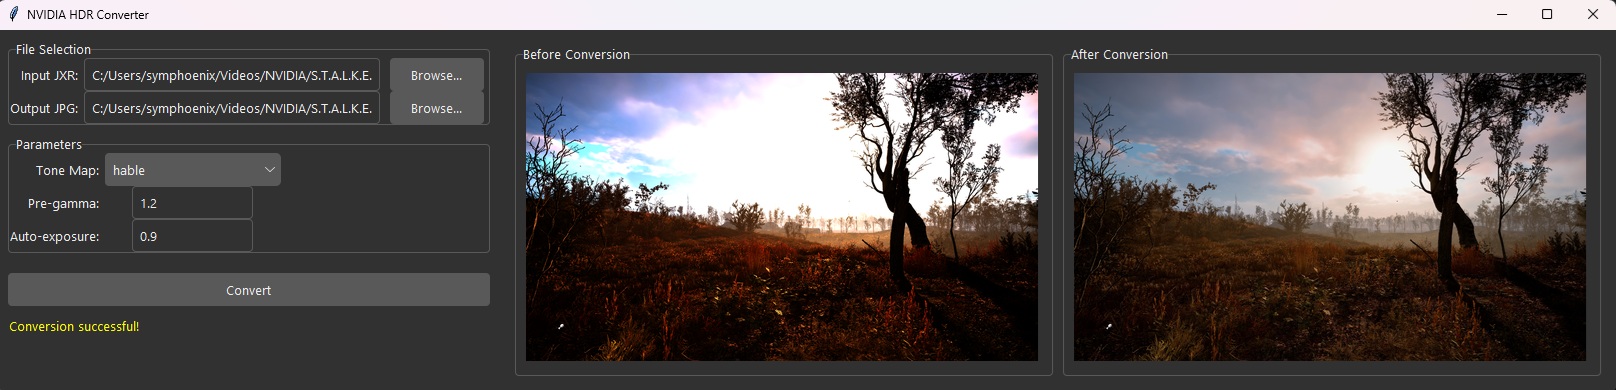 NVIDIA HDR Converter
File Selection
Input JXR: C:/Users/symphoenix/Videos/NVIDIA/S.T.A.L.K.E. Browse...
Output JPG: C:/Users/symphoenix/Videos/NVIDIA/S.T.A.L.K.E. Browse...
Parameters
Tone Map: hable
Pre-gamma: 1.2
Auto-exposure: 0.9
Convert
Conversion successful!
Before Conversion
After Conversion